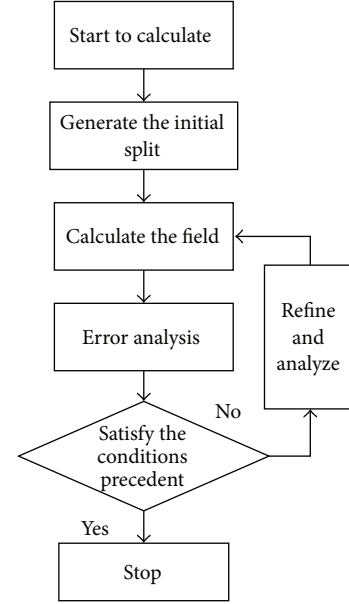 Start to calculate
Generate the initial
split
Calculate the field
Error analysis
Refine
and
analyze
No
Satisfy the
conditions
precedent
Yes
Stop